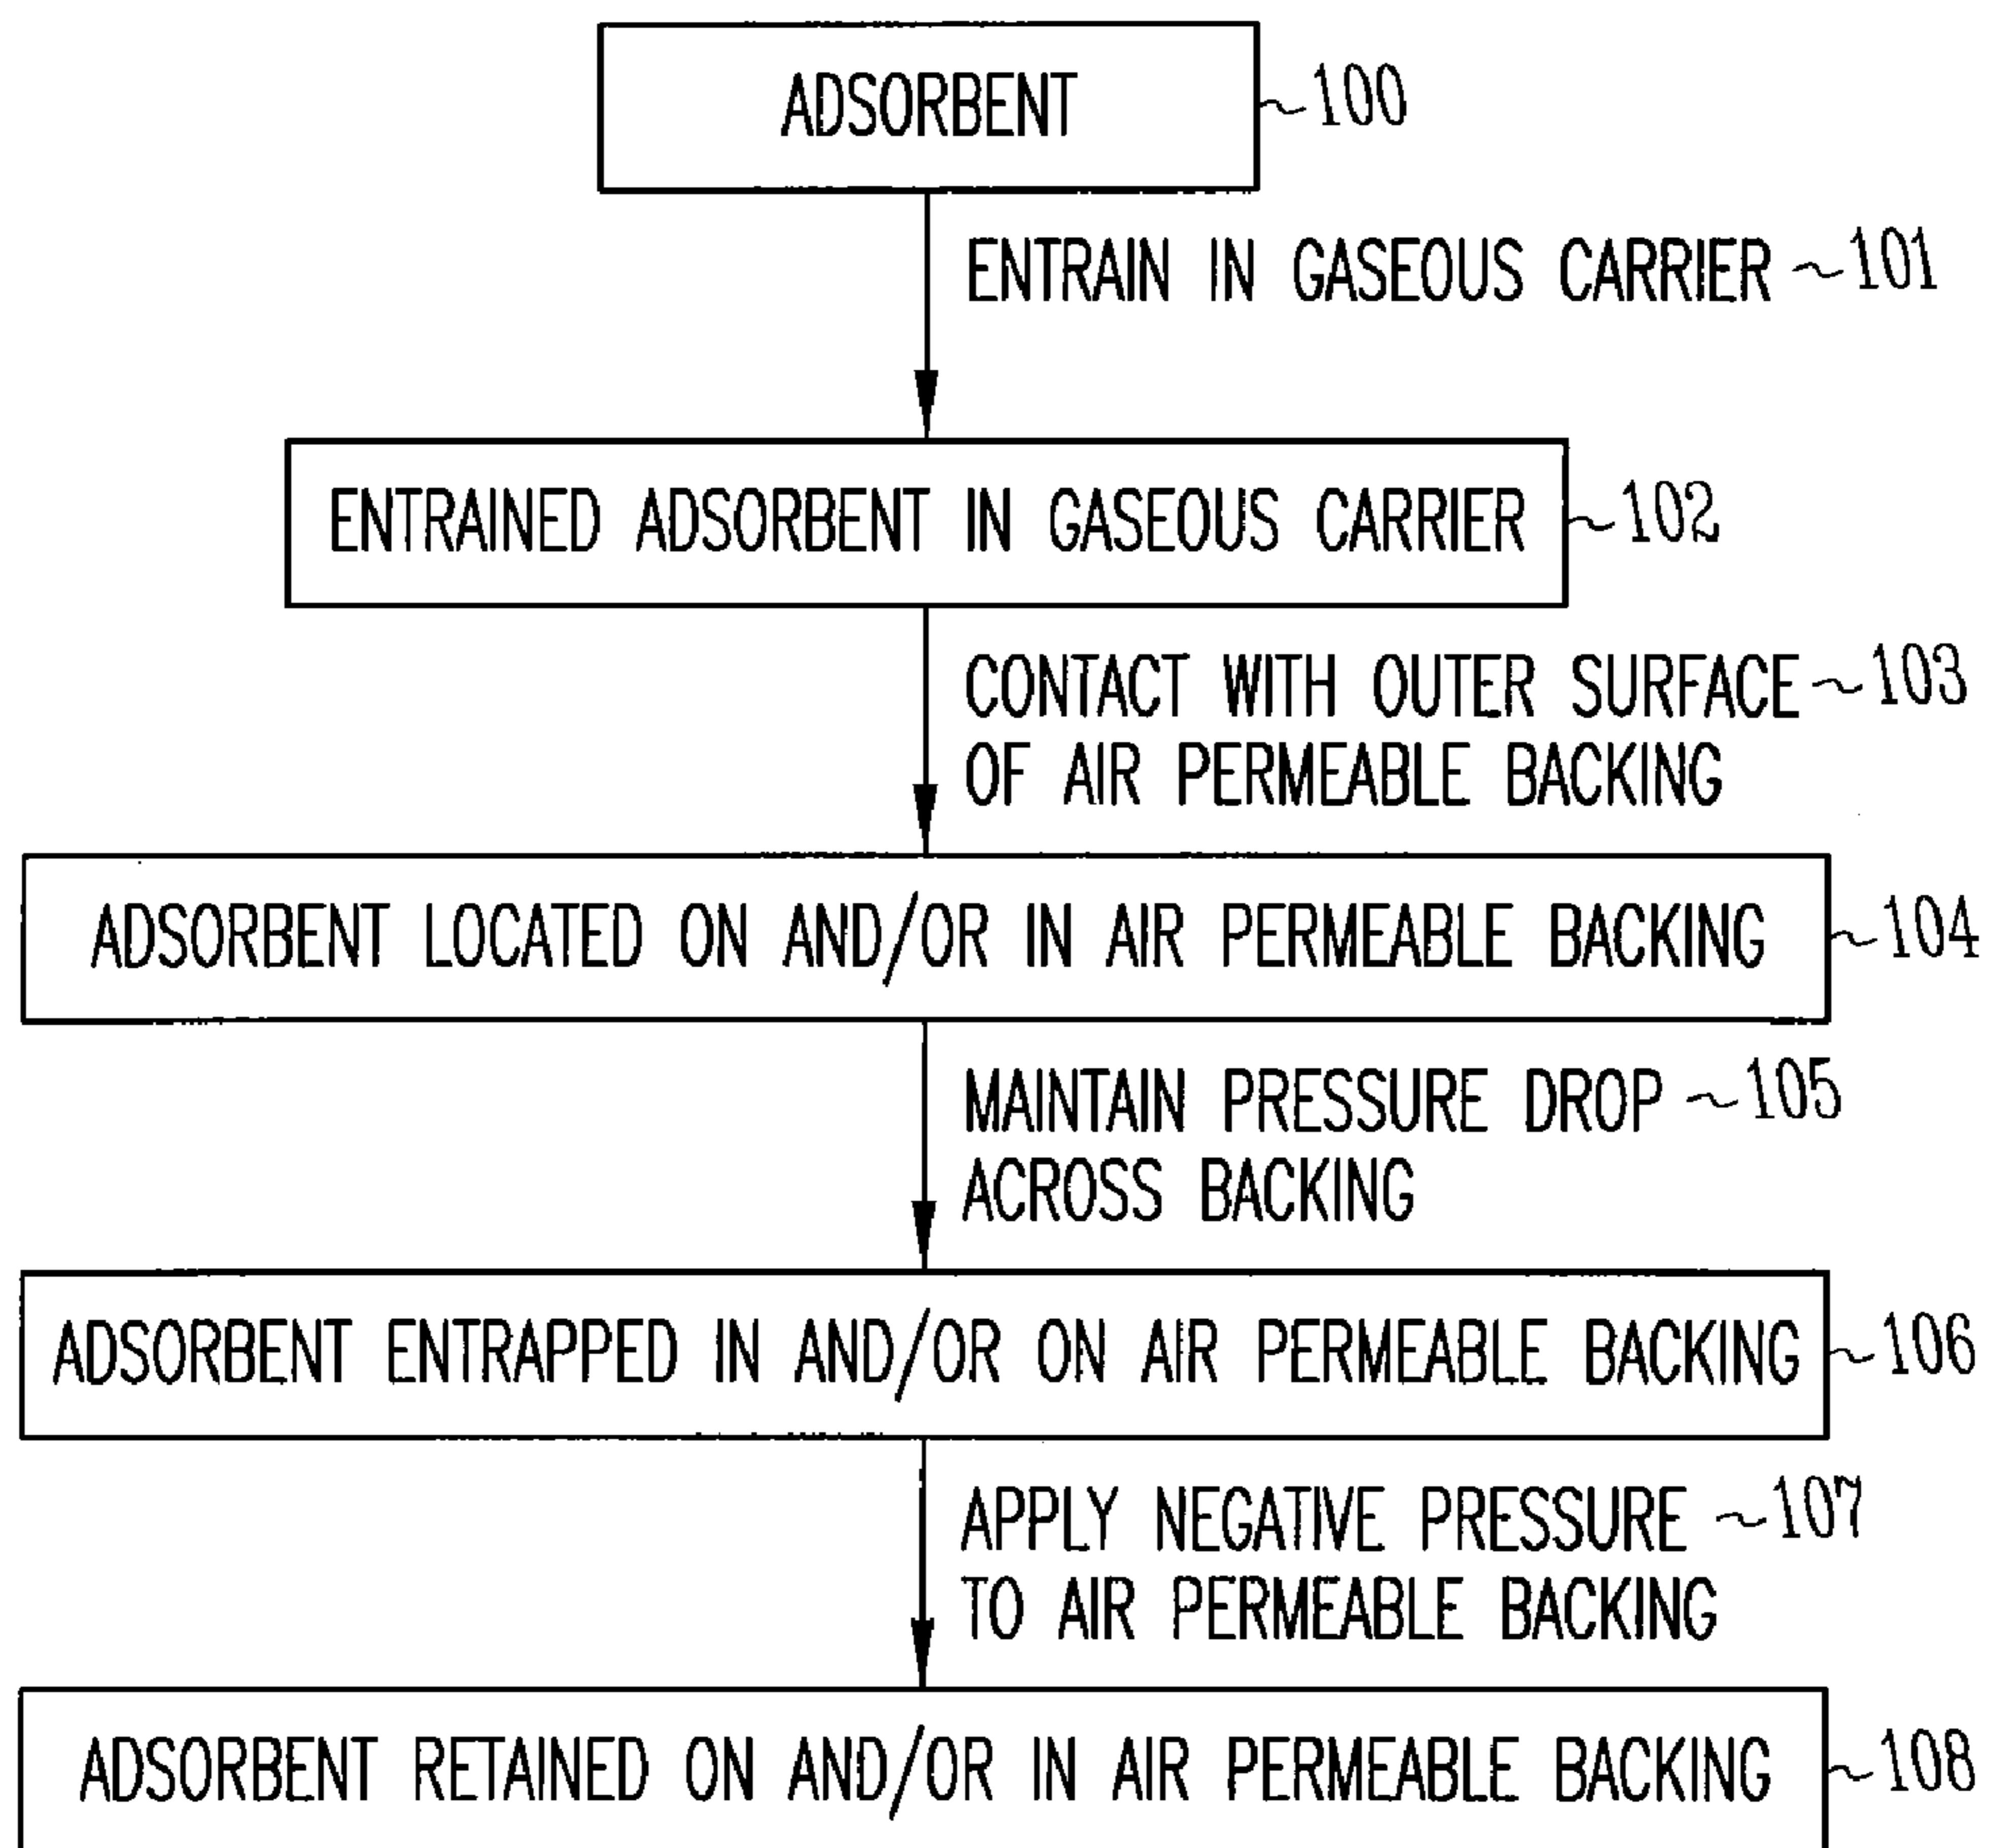 ADSORBENT ~100
ENTRAIN IN GASEOUS CARRIER ~101
ENTRAINED ADSORBENT IN GASEOUS CARRIER ~102
CONTACT WITH OUTER SURFACE ~103
OF AIR PERMEABLE BACKING
ADSORBENT LOCATED ON AND/OR IN AIR PERMEABLE BACKING ~104
MAINTAIN PRESSURE DROP ~105
ACROSS BACKING
ADSORBENT ENTRAPPED IN AND/OR ON AIR PERMEABLE BACKING ~106
APPLY NEGATIVE PRESSURE ~107
TO AIR PERMEABLE BACKING
ADSORBENT RETAINED ON AND/OR IN AIR PERMEABLE BACKING ~108